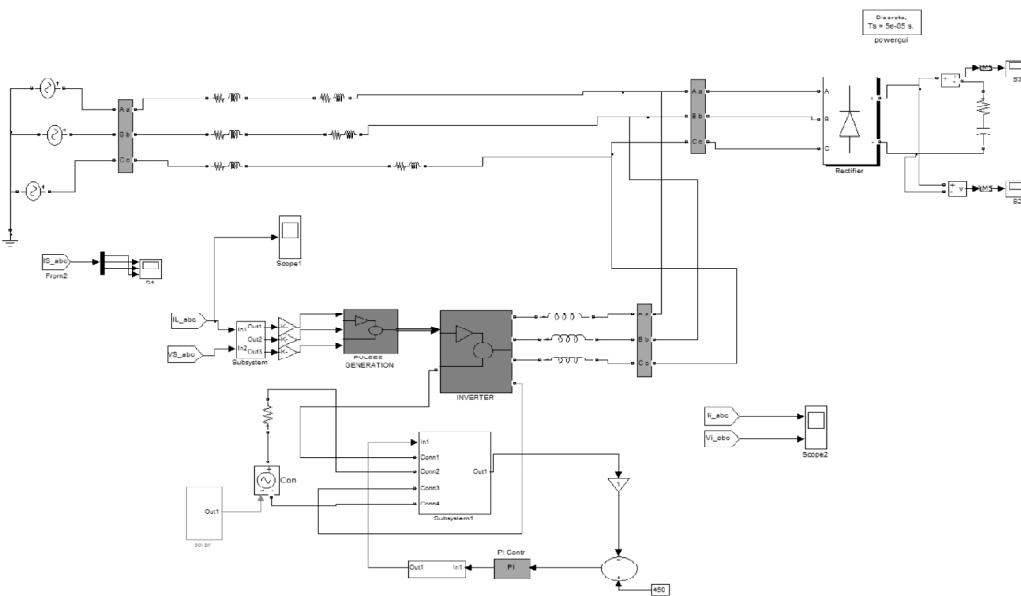 Discrete,
Ts = 5e-05 s.
powergui
A a
B b
C c
A a
B b
C c
A
B
C
+
-
Rectifier
+
-
v
+
-
Scope1
IS_abc
From2
IL_abc
VS_abc
In1
In2
Out1
Out2
Out3
Subsystem
K-
K-
K-
PULSES
GENERATION
INVERTER
B b
C c
Ii_abc
Vi_abc
Scope2
In1
Conn1
Conn2
Conn3
Conn4
Out1
Subsystem1
Con
Out1
1
PI Contr
PI
Out1
In1
450